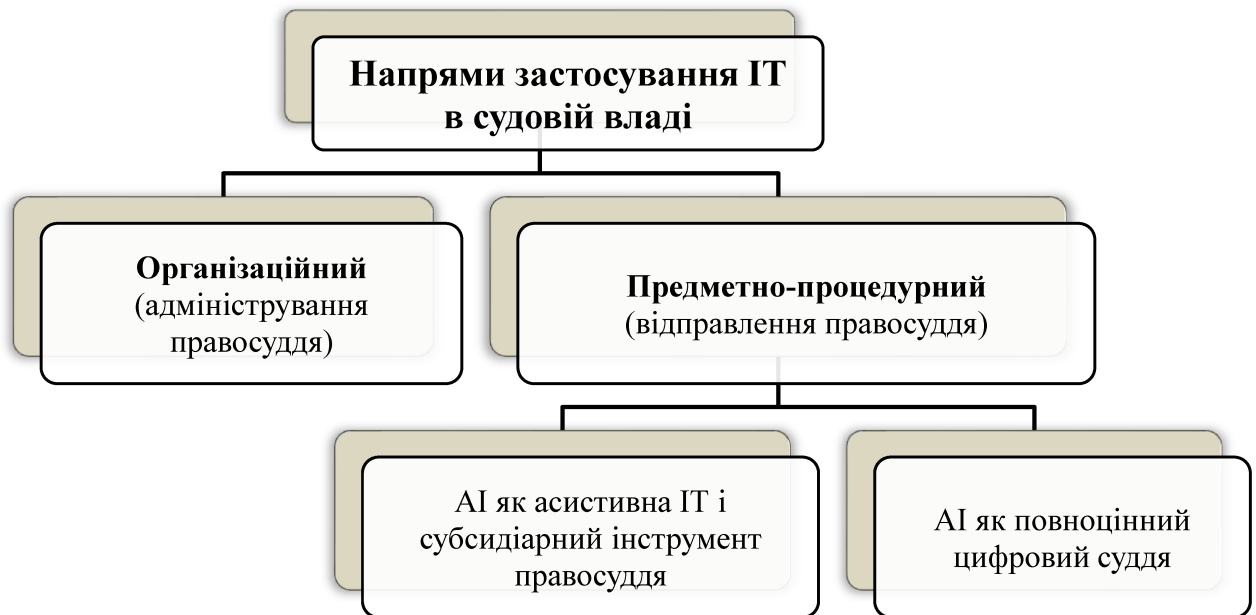 Напрями застосування ІТ
в судовій владі
Організаційний
(адміністрування
правосуддя)
Предметно-процедурний
(відправлення правосуддя)
АІ як асистивна ІТ і
субсидіарний інструмент
правосуддя
АІ як повноцінний
цифровий суддя